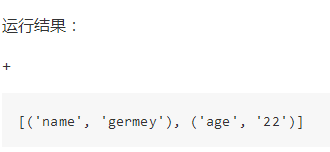 运行结果：
+
[('name', 'germey'), ('age', '22')]